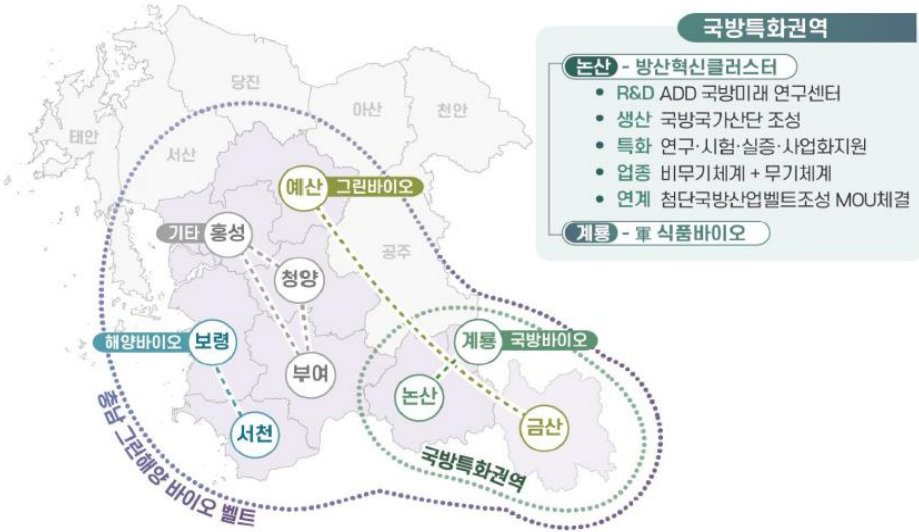 국방특화권역
논산 - 방산혁신클러스터
• R&D ADD 국방미래 연구센터
• 생산 국방국가산단 조성
• 특화 연구·시험·실증·사업화지원
• 업종 비무기체계 + 무기체계
• 연계 첨단국방산업벨트조성 MOU체결
계룡 - 軍 식품바이오
당진
아산
천안
태안
서산
예산 그린바이오
기타 홍성
공주
청양
해양바이오 보령
계룡 국방바이오
부여
논산
금산
서천
국방특화권역
충남 그린해양 바이오 벨트